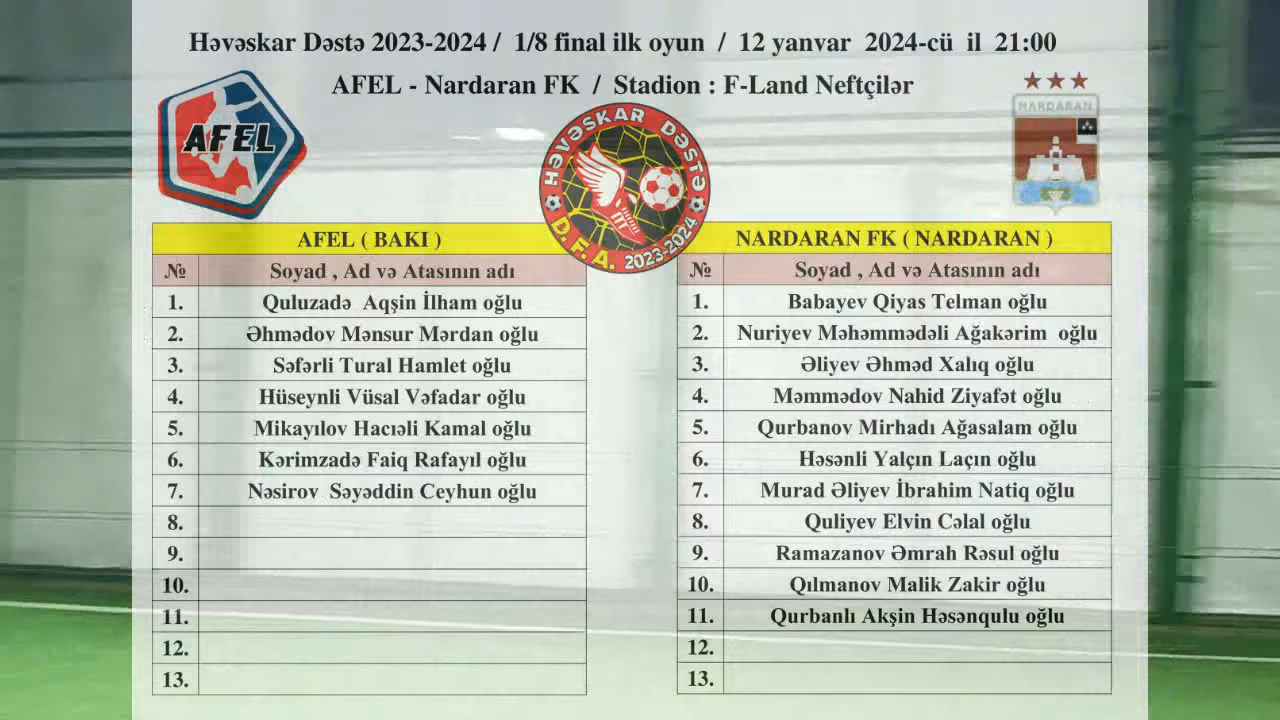 Həvəskar Dəstə 2023-2024 / 1/8 final ilk oyun / 12 yanvar 2024-cü il 21:00
AFEL - Nardaran FK / Stadion : F-Land Neftçilər
AFEL
HƏVƏSKAR DƏSTƏ
D. F. A. 2023-2024
NARDARAN
AFEL ( BAKI )
№ Soyad , Ad və Atasının adı
1. Quluzadə Aqşin İlham oğlu
2. Əhmədov Mənsur Mərdan oğlu
3. Səfərli Tural Hamlet oğlu
4. Hüseynli Vüsal Vəfadar oğlu
5. Mikayılov Hacıəli Kamal oğlu
6. Kərimzadə Faiq Rafayıl oğlu
7. Nəsirov Səyəddin Ceyhun oğlu
8.
9.
10.
11.
12.
13.
NARDARAN FK ( NARDARAN )
№ Soyad , Ad və Atasının adı
1. Babayev Qiyas Telman oğlu
2. Nuriyev Məhəmmədəli Ağakərim oğlu
3. Əliyev Əhməd Xalıq oğlu
4. Məmmədov Nahid Ziyafət oğlu
5. Qurbanov Mirhadı Ağasalam oğlu
6. Həsənli Yalçın Laçın oğlu
7. Murad Əliyev İbrahim Natiq oğlu
8. Quliyev Elvin Cəlal oğlu
9. Ramazanov Əmrah Rəsul oğlu
10. Qılmanov Malik Zakir oğlu
11. Qurbanlı Akşin Həsənqulu oğlu
12.
13.